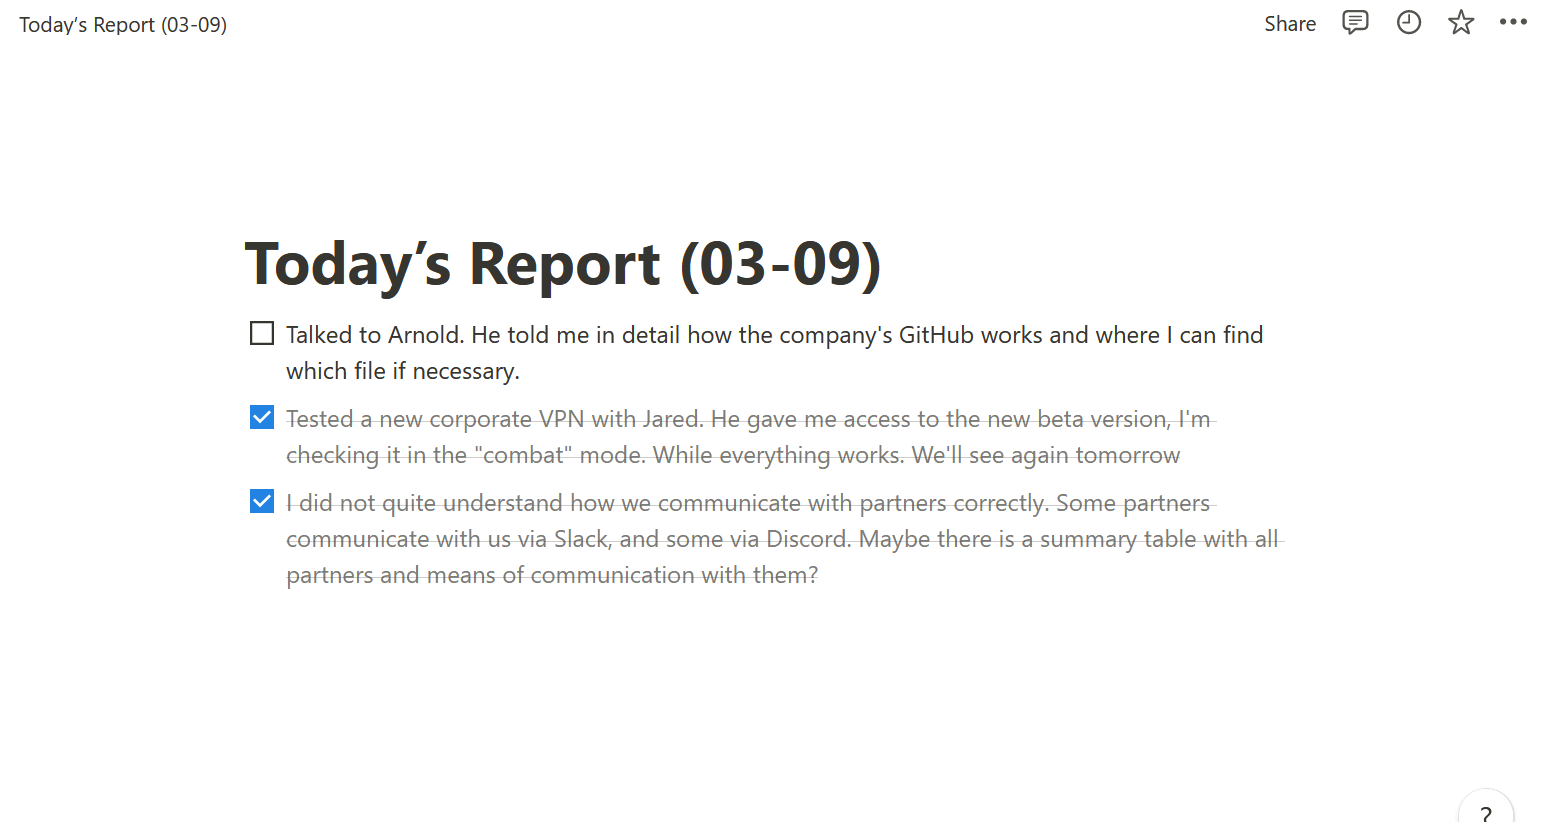 Today’s Report (03-09)
Share
Today’s Report (03-09)
Talked to Arnold. He told me in detail how the company's GitHub works and where I can find
which file if necessary.
Tested a new corporate VPN with Jared. He gave me access to the new beta version, I'm
checking it in the "combat" mode. While everything works. We'll see again tomorrow
I did not quite understand how we communicate with partners correctly. Some partners
communicate with us via Slack, and some via Discord. Maybe there is a summary table with all
partners and means of communication with them?
?